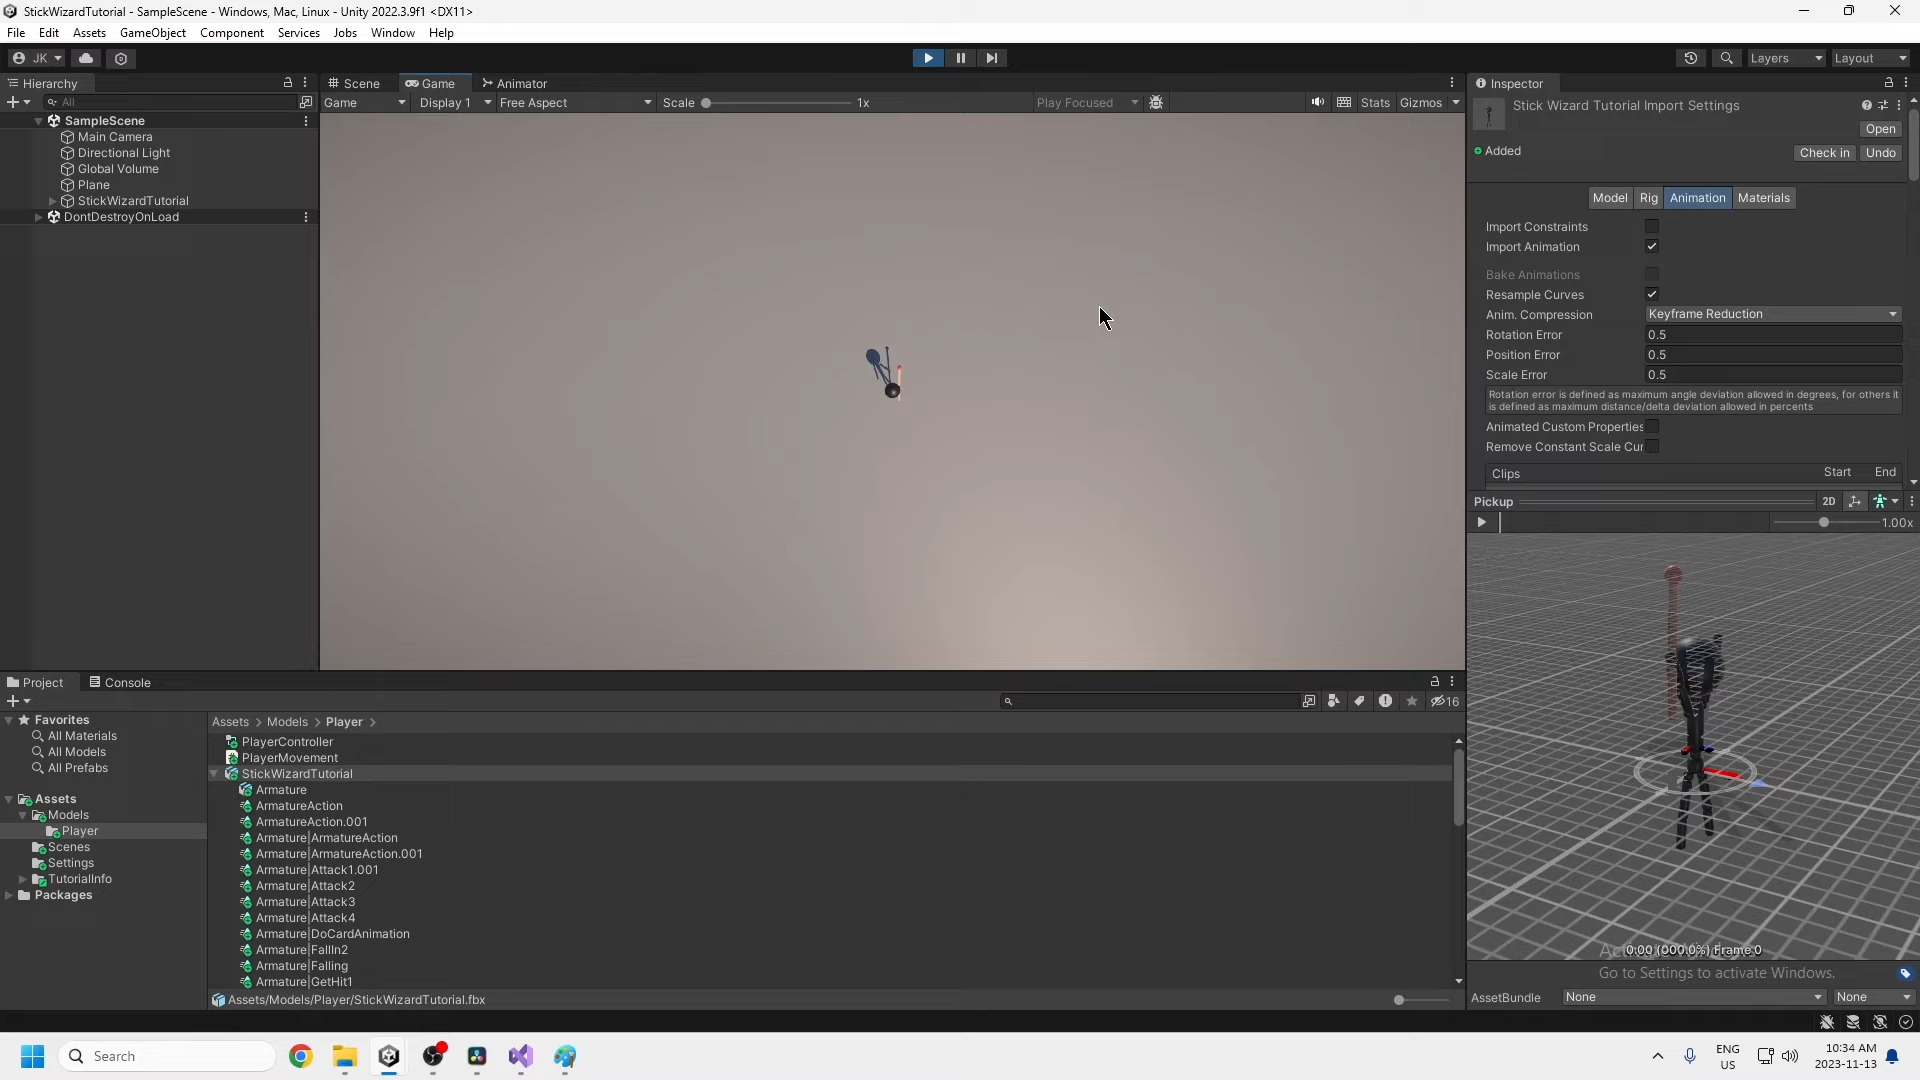 StickWizardTutorial - SampleScene - Windows, Mac, Linux - Unity 2022.3.9f1 <DX11>
File Edit Assets GameObject Component Services Jobs Window Help
JK Layers Layout
Hierarchy
All
SampleScene
Main Camera
Directional Light
Global Volume
Plane
StickWizardTutorial
DontDestroyOnLoad
Scene Game Animator
Game Display 1 Free Aspect Scale 1x Play Focused Stats Gizmos
Inspector
Stick Wizard Tutorial Import Settings
Open
Added Check in Undo
Model Rig Animation Materials
Import Constraints
Import Animation
Bake Animations
Resample Curves
Anim. Compression Keyframe Reduction
Rotation Error 0.5
Position Error 0.5
Scale Error 0.5
Rotation error is defined as maximum angle deviation allowed in degrees, for others it
is defined as maximum distance/delta deviation allowed in percents
Animated Custom Properties
Remove Constant Scale Cur
Clips Start End
Pickup 2D
1.00x
0:00 (000.0%) Frame 0
Go to Settings to activate Windows.
AssetBundle None None
Project Console
16
Favorites
All Materials
All Models
All Prefabs
Assets
Models
Player
Scenes
Settings
TutorialInfo
Packages
Assets > Models > Player >
PlayerController
PlayerMovement
StickWizardTutorial
Armature
ArmatureAction
ArmatureAction.001
Armature|ArmatureAction
Armature|ArmatureAction.001
Armature|Attack1.001
Armature|Attack2
Armature|Attack3
Armature|Attack4
Armature|DoCardAnimation
Armature|FallIn2
Armature|Falling
Armature|GetHit1
Assets/Models/Player/StickWizardTutorial.fbx
Search
ENG
US
10:34 AM
2023-11-13